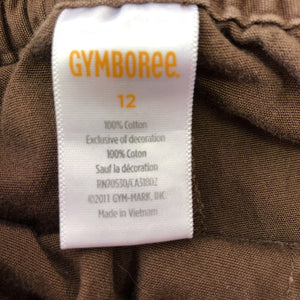 GYMBOREE.
12
100% Cotton
Exclusive of decoration
100% Coton
Sauf la décoration
RN70530/CA31802
©2011 GYM-MARK, INC
Made in Vietnam